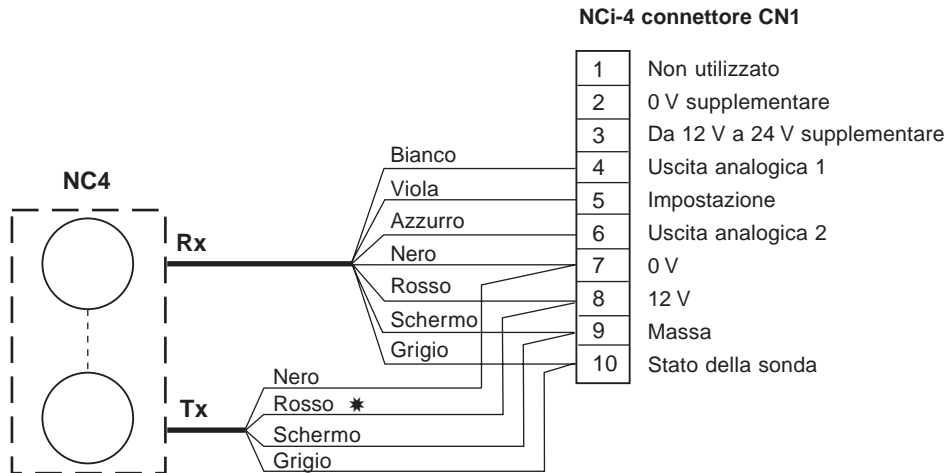 NCi-4 connettore CN1
1 Non utilizzato
2 0 V supplementare
3 Da 12 V a 24 V supplementare
4 Uscita analogica 1
5 Impostazione
6 Uscita analogica 2
7 0 V
8 12 V
9 Massa
10 Stato della sonda
NC4
Rx
Bianco
Viola
Azzurro
Nero
Rosso
Schermo
Grigio
Tx
Nero
Rosso ✷
Schermo
Grigio